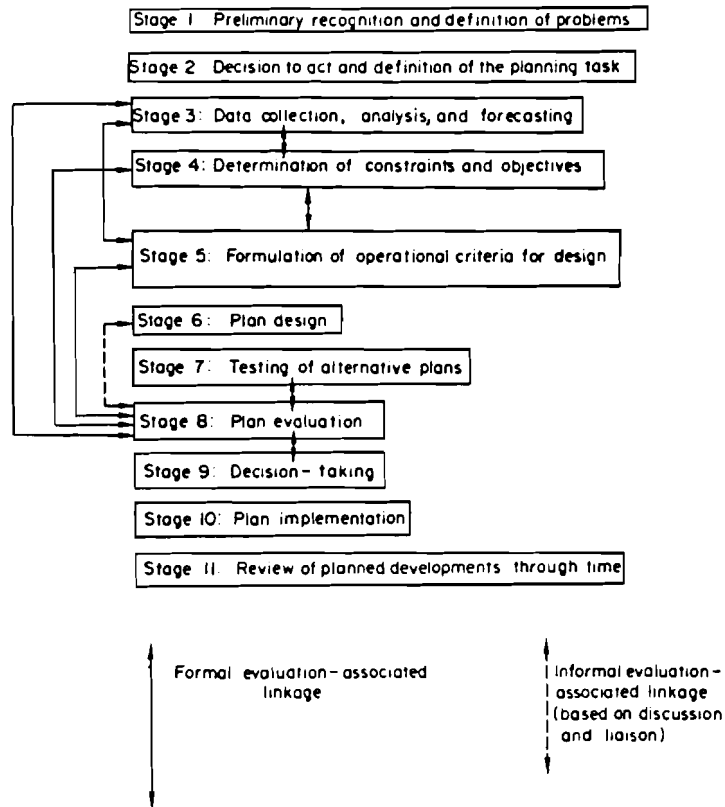 Stage 1 Preliminary recognition and definition of problems
Stage 2 Decision to act and definition of the planning task
Stage 3: Data collection, analysis, and forecasting
Stage 4: Determination of constraints and objectives
Stage 5: Formulation of operational criteria for design
Stage 6: Plan design
Stage 7: Testing of alternative plans
Stage 8: Plan evaluation
Stage 9: Decision-taking
Stage 10: Plan implementation
Stage 11. Review of planned developments through time
Formal evaluation-associated
linkage
Informal evaluation-
associated linkage
(based on discussion
and liaison)